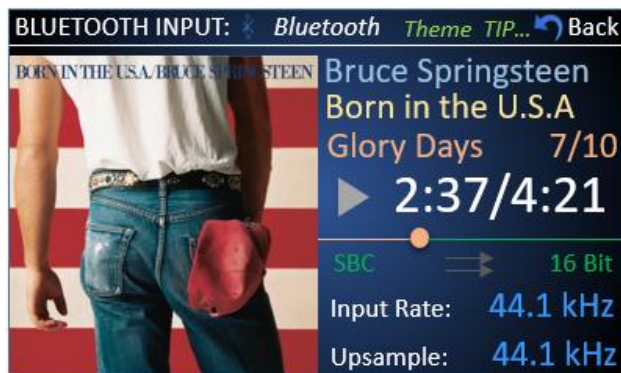 BLUETOOTH INPUT: Bluetooth Theme TIP... Back
BORN IN THE U.S.A./BRUCE SPRINGSTEEN
Bruce Springsteen
Born in the U.S.A
Glory Days 7/10
2:37/4:21
SBC 16 Bit
Input Rate: 44.1 kHz
Upsample: 44.1 kHz